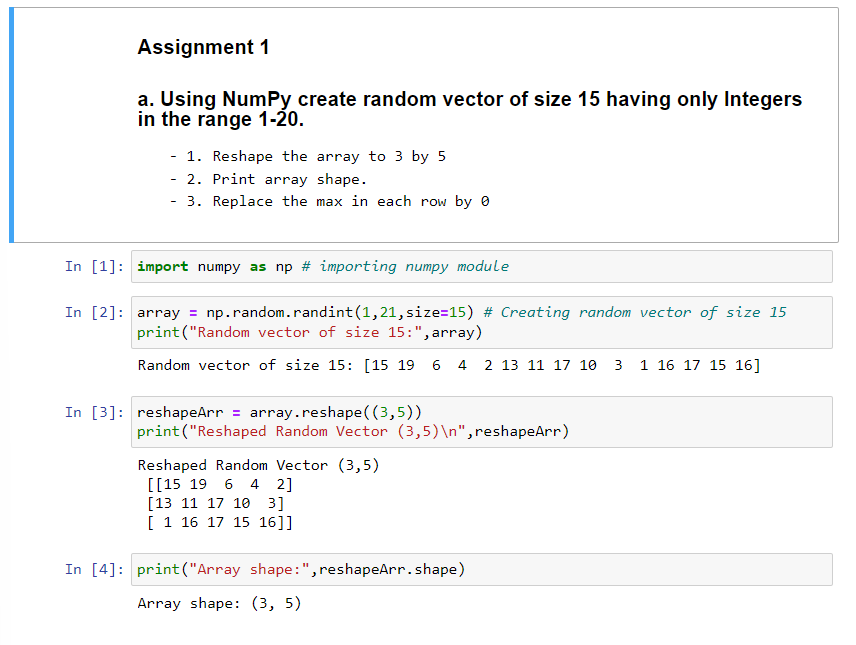 Assignment 1
a. Using NumPy create random vector of size 15 having only Integers
in the range 1-20.
- 1. Reshape the array to 3 by 5
- 2. Print array shape.
- 3. Replace the max in each row by 0
In [1]: import numpy as np # importing numpy module
In [2]: array = np.random.randint(1,21,size=15) # Creating random vector of size 15
print("Random vector of size 15:",array)
Random vector of size 15: [15 19  6  4  2 13 11 17 10  3  1 16 17 15 16]
In [3]: reshapeArr = array.reshape((3,5))
print("Reshaped Random Vector (3,5)\n",reshapeArr)
Reshaped Random Vector (3,5)
[[15 19  6  4  2]
[13 11 17 10  3]
[ 1 16 17 15 16]]
In [4]: print("Array shape:",reshapeArr.shape)
Array shape: (3, 5)